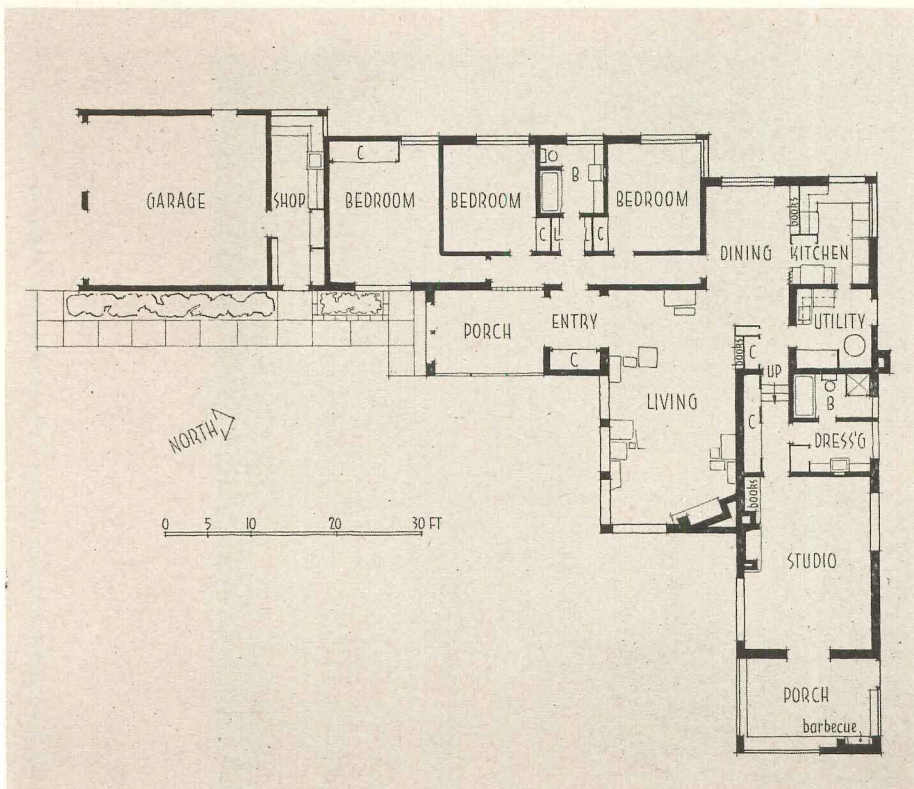 C
B
GARAGE
SHOP
BEDROOM
BEDROOM
BEDROOM
books
C
L
L
C
DINING
KITCHEN
PORCH
ENTRY
UTILITY
C
books
C
UP
LIVING
C
B
DRESS'G
NORTH
books
0 5 10 20 30 FT
STUDIO
PORCH
barbecue